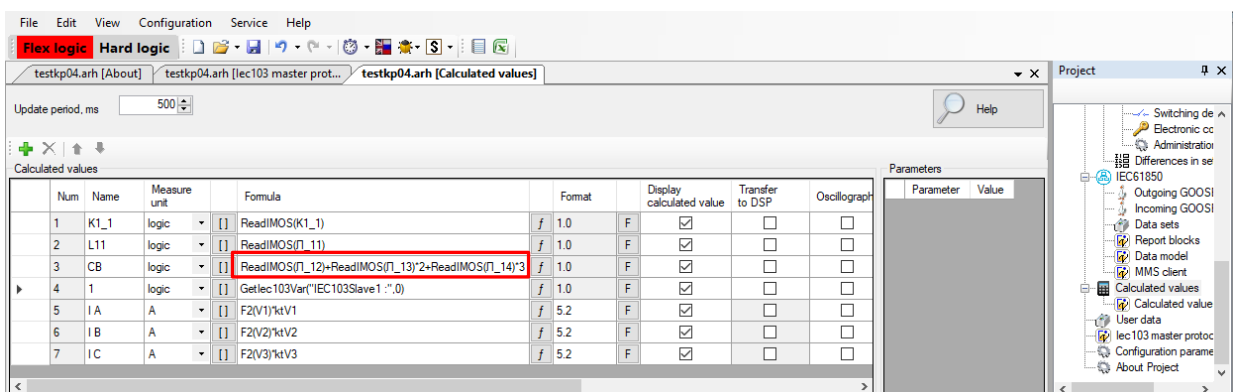 File Edit View Configuration Service Help
Flex logic Hard logic
testkp04.arh [About] testkp04.arh [Iec103 master prot... testkp04.arh [Calculated values]
Update period, ms 500 Help
Calculated values
Num Name Measure unit Formula Format Display calculated value Transfer to DSP Oscillograph
1 K1_1 logic [ ] ReadIMOS(K1_1) f 1.0 F
2 L11 logic [ ] ReadIMOS(Л_11) f 1.0 F
3 CB logic [ ] ReadIMOS(Л_12)+ReadIMOS(Л_13)*2+ReadIMOS(Л_14)*3 f 1.0 F
4 1 logic [ ] GetIec103Var("IEC103Slave1 :",0) f 1.0 F
5 I A A [ ] F2(V1)*ktV1 f 5.2 F
6 I B A [ ] F2(V2)*ktV2 f 5.2 F
7 I C A [ ] F2(V3)*ktV3 f 5.2 F
Parameters
Parameter Value
Project
Switching de
Electronic cc
Administration
Differences in set
IEC61850
Outgoing GOOSI
Incoming GOOSI
Data sets
Report blocks
Data model
MMS client
Calculated values
Calculated value
User data
Iec103 master protoc
Configuration parame
About Project